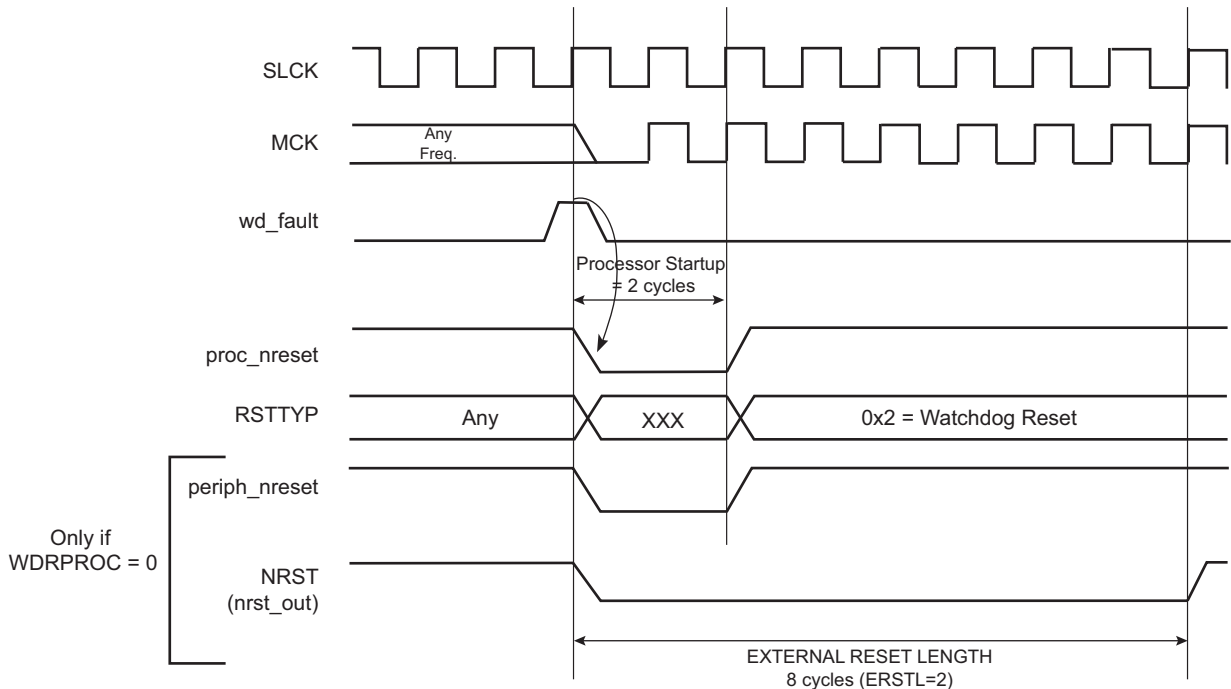 SLCK
MCK
Any
Freq.
wd_fault
Processor Startup
= 2 cycles
proc_nreset
RSTTYP
Any
XXX
0x2 = Watchdog Reset
periph_nreset
Only if
WDRPROC = 0
NRST
(nrst_out)
EXTERNAL RESET LENGTH
8 cycles (ERSTL=2)